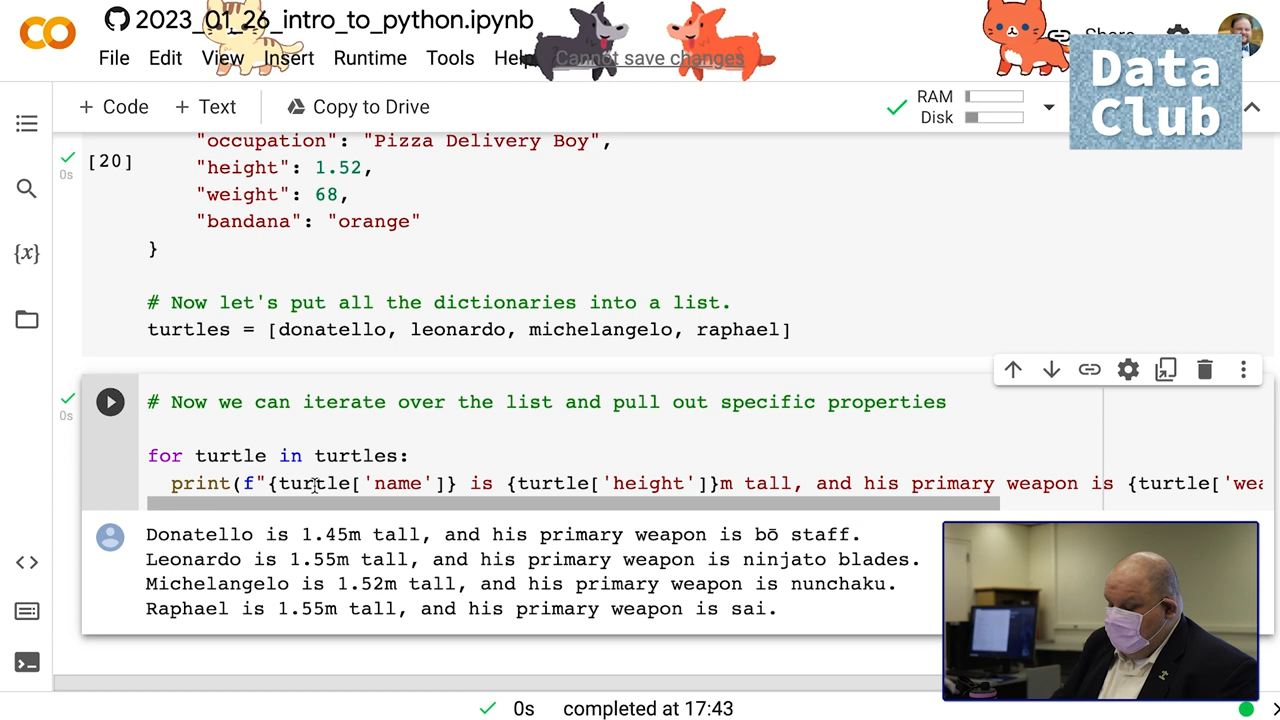 2023_01_26_intro_to_python.ipynb
File Edit View Insert Runtime Tools Help Cannot save changes
Share
Data
Club
+ Code + Text Copy to Drive
RAM
Disk
"occupation": "Pizza Delivery Boy",
[20]
0s
"height": 1.52,
"weight": 68,
"bandana": "orange"
}
# Now let's put all the dictionaries into a list.
turtles = [donatello, leonardo, michelangelo, raphael]
0s
# Now we can iterate over the list and pull out specific properties
for turtle in turtles:
print(f"{turtle['name']} is {turtle['height']}m tall, and his primary weapon is {turtle['wea
Donatello is 1.45m tall, and his primary weapon is bō staff.
Leonardo is 1.55m tall, and his primary weapon is ninjato blades.
Michelangelo is 1.52m tall, and his primary weapon is nunchaku.
Raphael is 1.55m tall, and his primary weapon is sai.
{x}
0s completed at 17:43